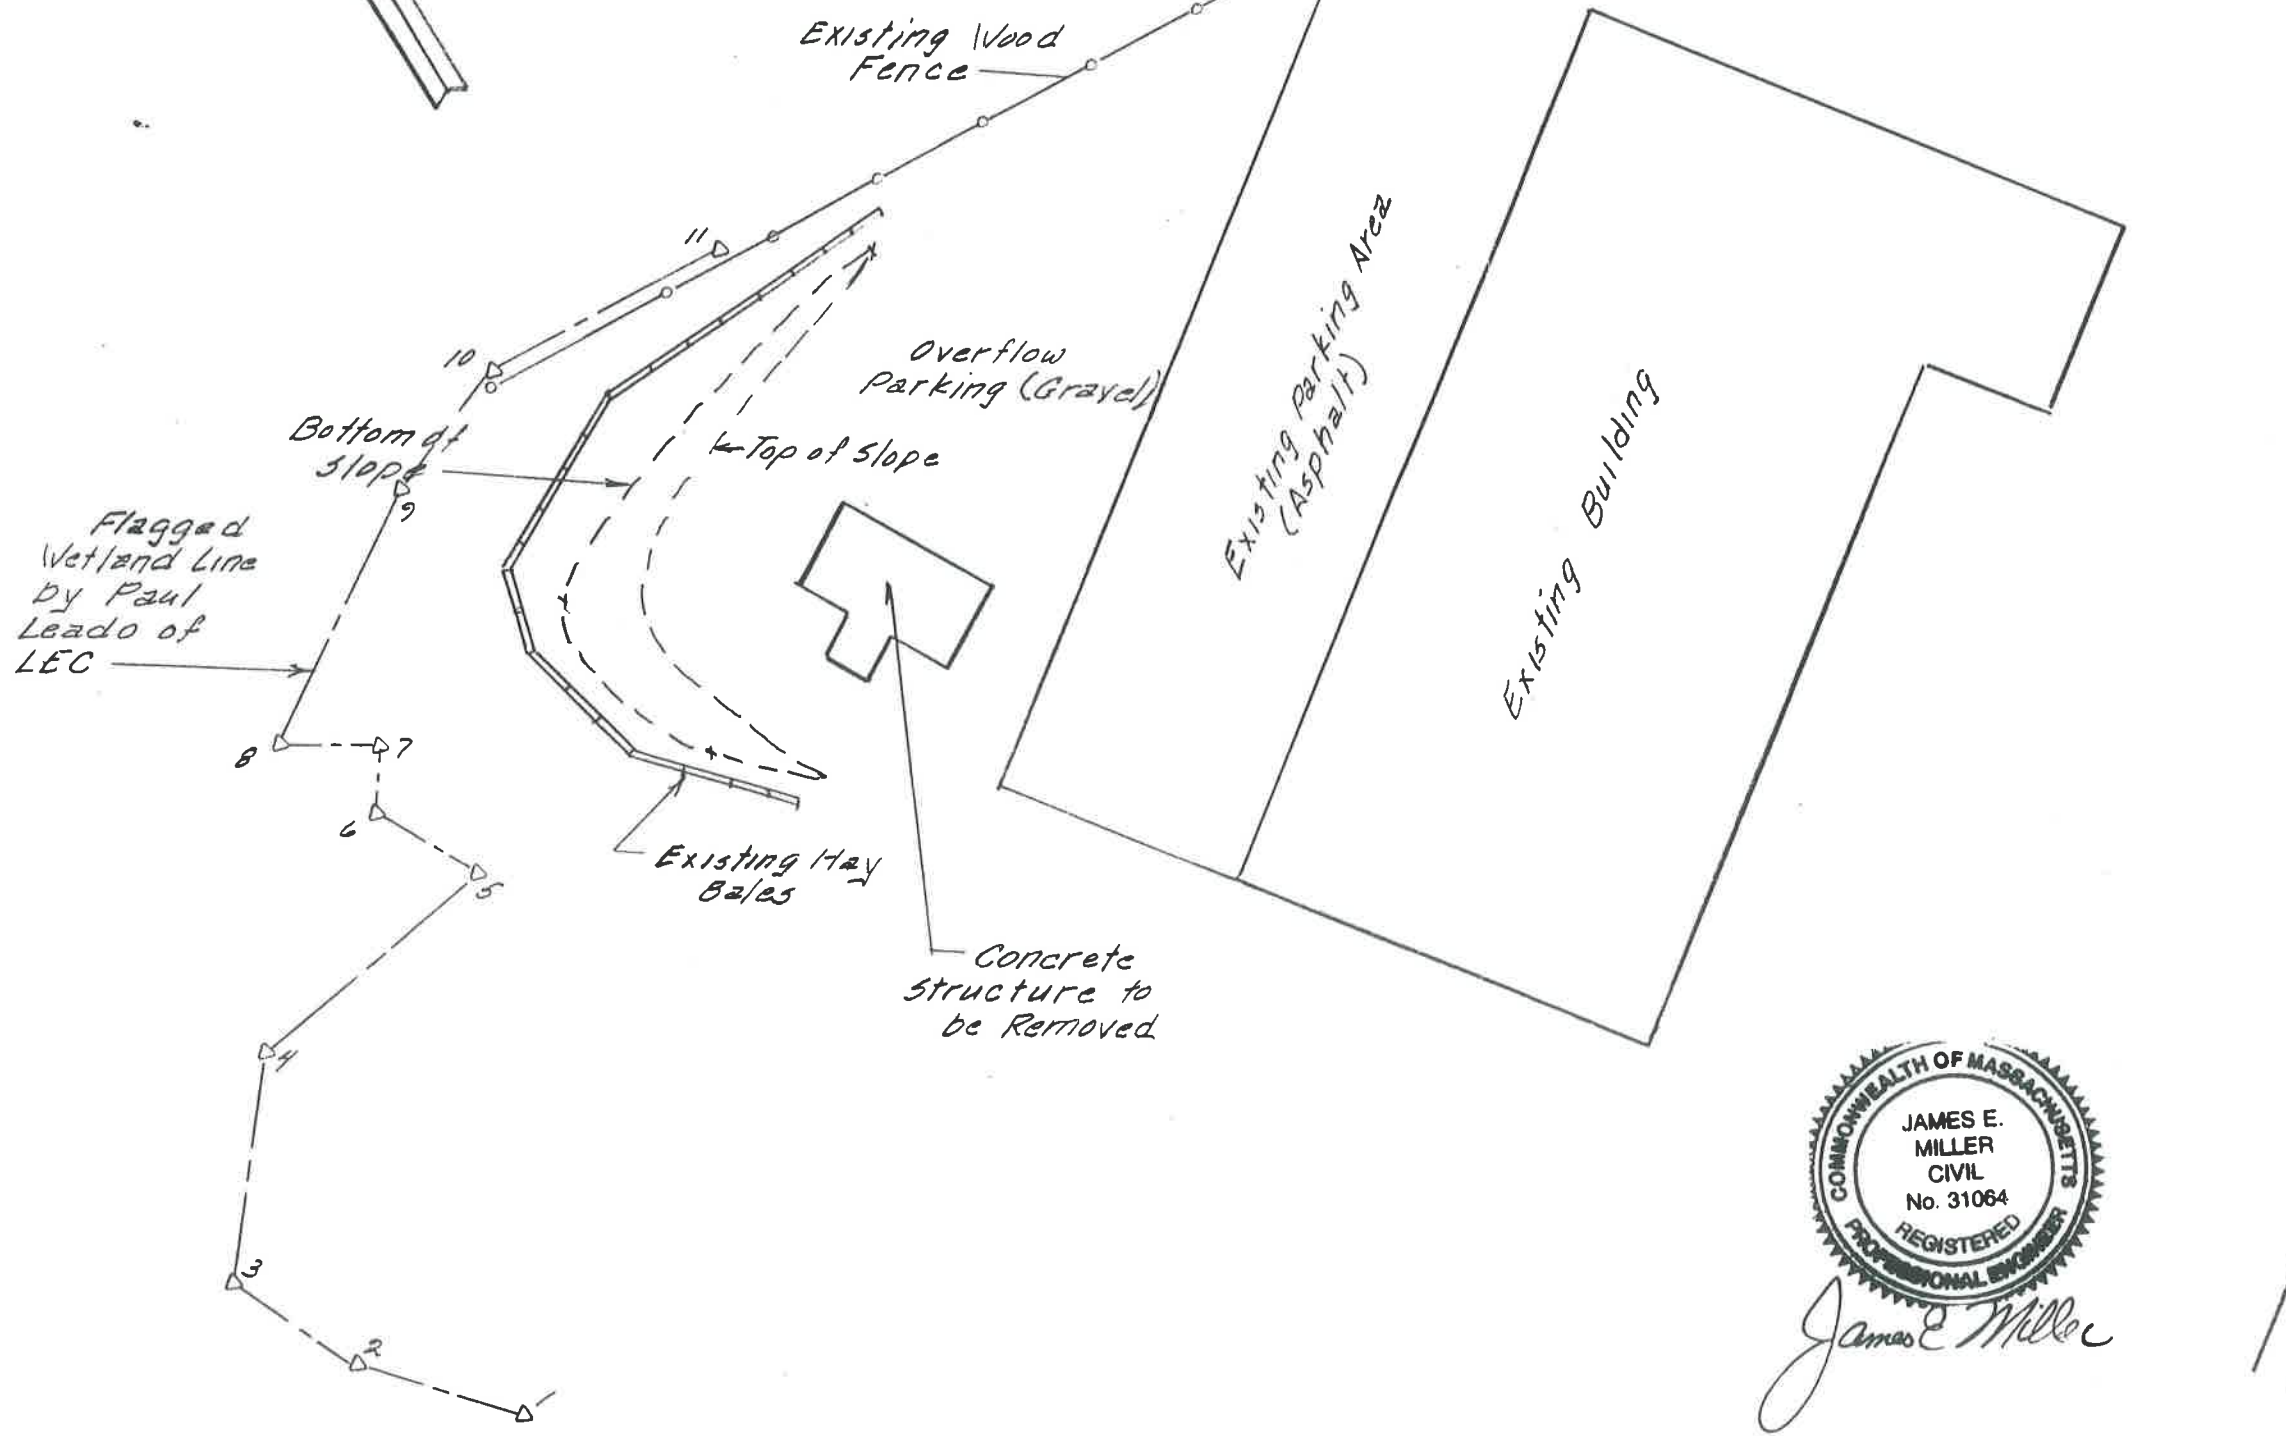 Existing Wood
Fence
11
10
Overflow
Parking (Gravel)
Bottom of
Slope
Top of Slope
9
Flagged
Wetland Line
by Paul
Leado of
LEC
Existing Parking Area
(Asphalt)
Existing Building
8
7
6
5
Existing Hay
Bales
Concrete
Structure to
be Removed
4
3
2
1
COMMONWEALTH OF MASSACHUSETTS
JAMES E.
MILLER
CIVIL
No. 31064
REGISTERED
PROFESSIONAL ENGINEER
James E Miller